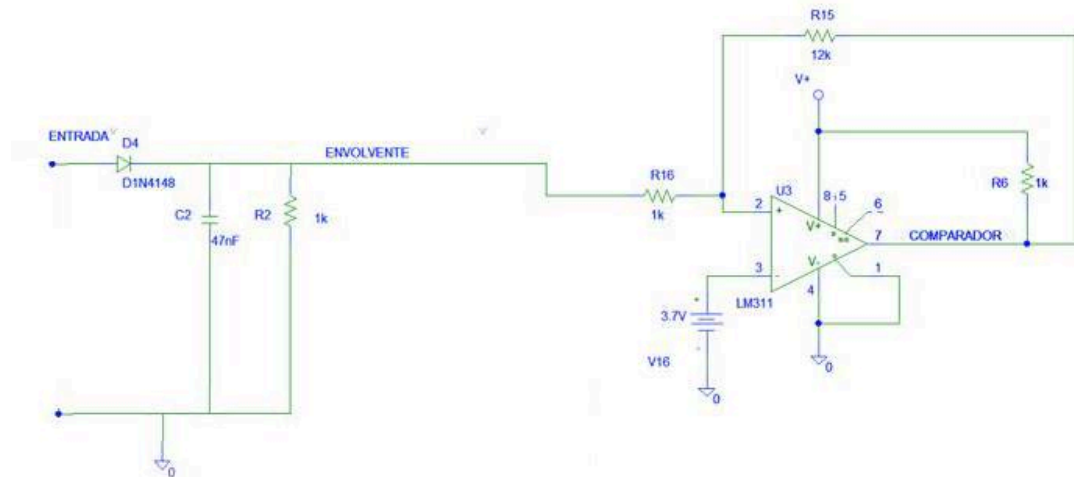 R15
12k
V+
ENTRADA
D4
D1N4148
ENVOLVENTE
R16
1k
U3
8
5
6
R6
1k
C2
47nF
R2
1k
2
+
V+
7
COMPARADOR
3
-
V-
4
1
LM311
+
3.7V
-
V16
0
0
0